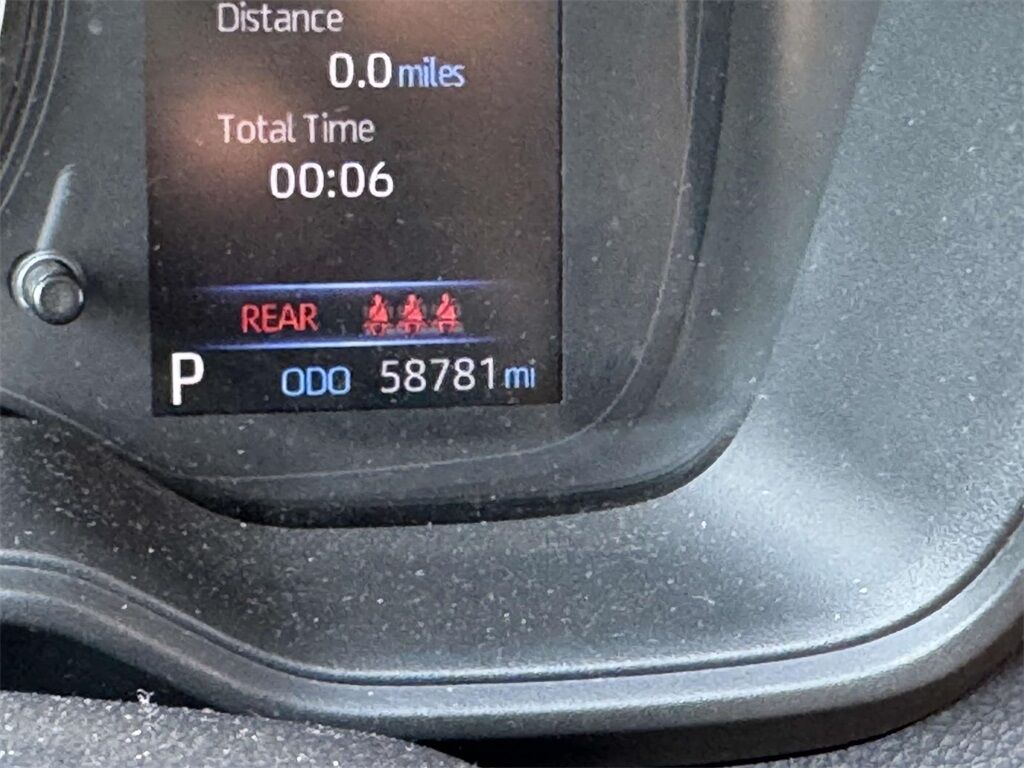 Distance
0.0 miles
Total Time
00:06
REAR
P ODO 58781 mi